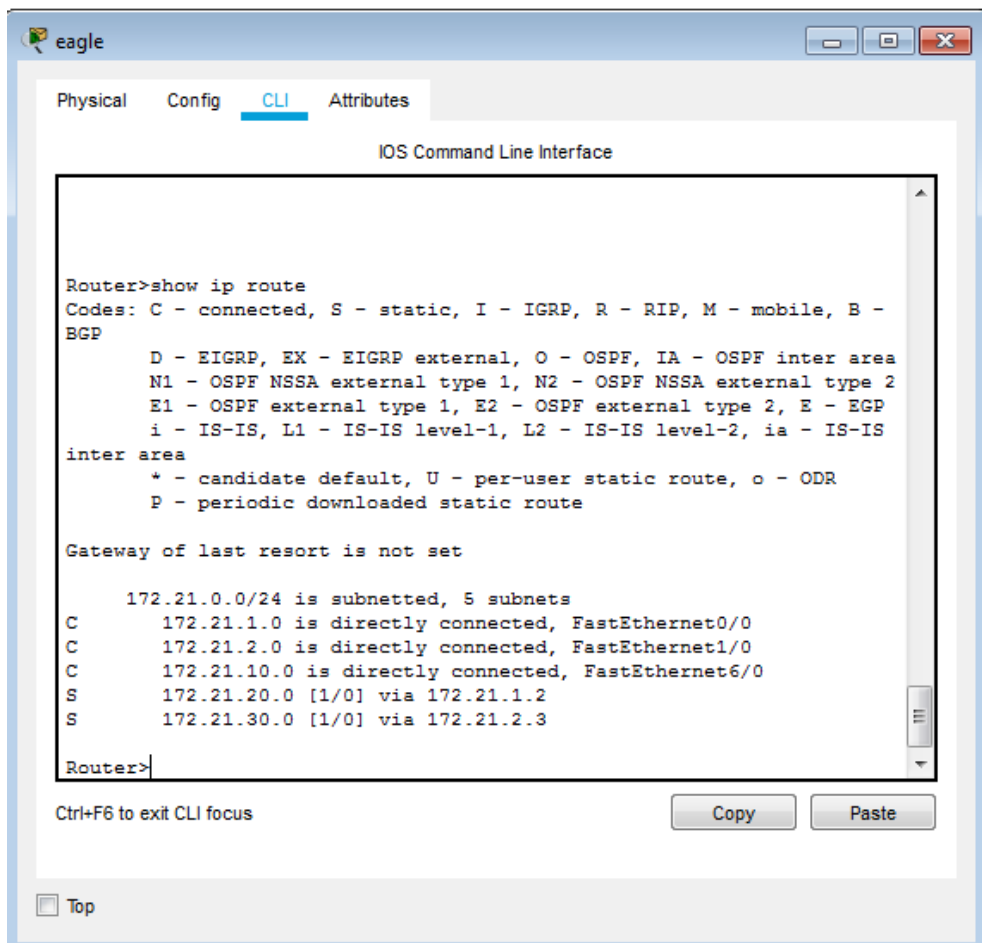 eagle
Physical Config CLI Attributes
IOS Command Line Interface
Router>show ip route
Codes: C - connected, S - static, I - IGRP, R - RIP, M - mobile, B -
BGP
D - EIGRP, EX - EIGRP external, O - OSPF, IA - OSPF inter area
N1 - OSPF NSSA external type 1, N2 - OSPF NSSA external type 2
E1 - OSPF external type 1, E2 - OSPF external type 2, E - EGP
i - IS-IS, L1 - IS-IS level-1, L2 - IS-IS level-2, ia - IS-IS
inter area
* - candidate default, U - per-user static route, o - ODR
P - periodic downloaded static route
Gateway of last resort is not set
172.21.0.0/24 is subnetted, 5 subnets
C 172.21.1.0 is directly connected, FastEthernet0/0
C 172.21.2.0 is directly connected, FastEthernet1/0
C 172.21.10.0 is directly connected, FastEthernet6/0
S 172.21.20.0 [1/0] via 172.21.1.2
S 172.21.30.0 [1/0] via 172.21.2.3
Router>
Ctrl+F6 to exit CLI focus Copy Paste
Top